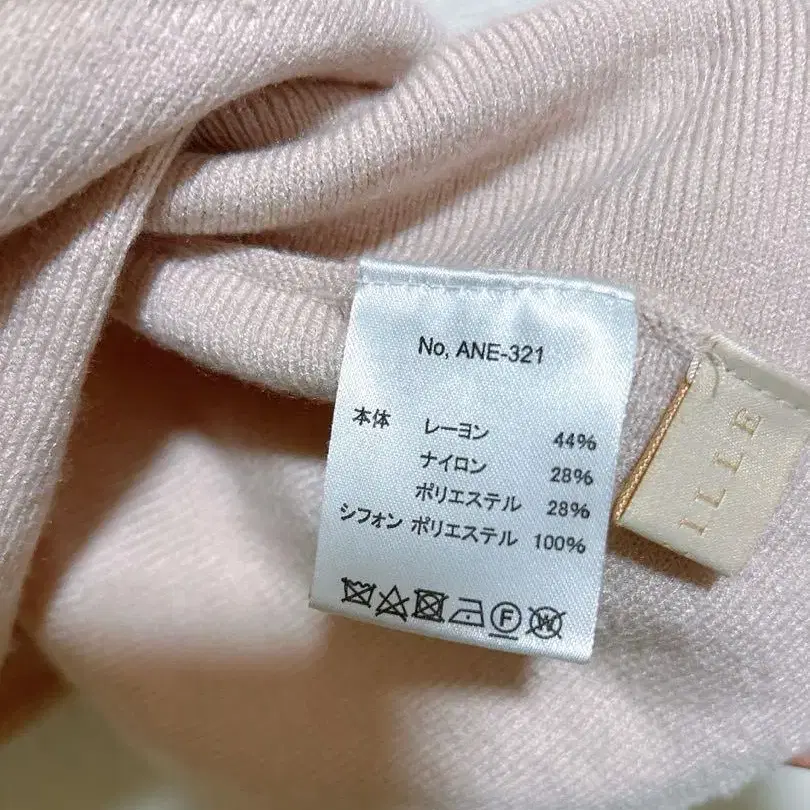 No, ANE-321
本体 レーヨン 44%
ナイロン 28%
ポリエステル 28%
シフォン ポリエステル 100%
F W
ILLE